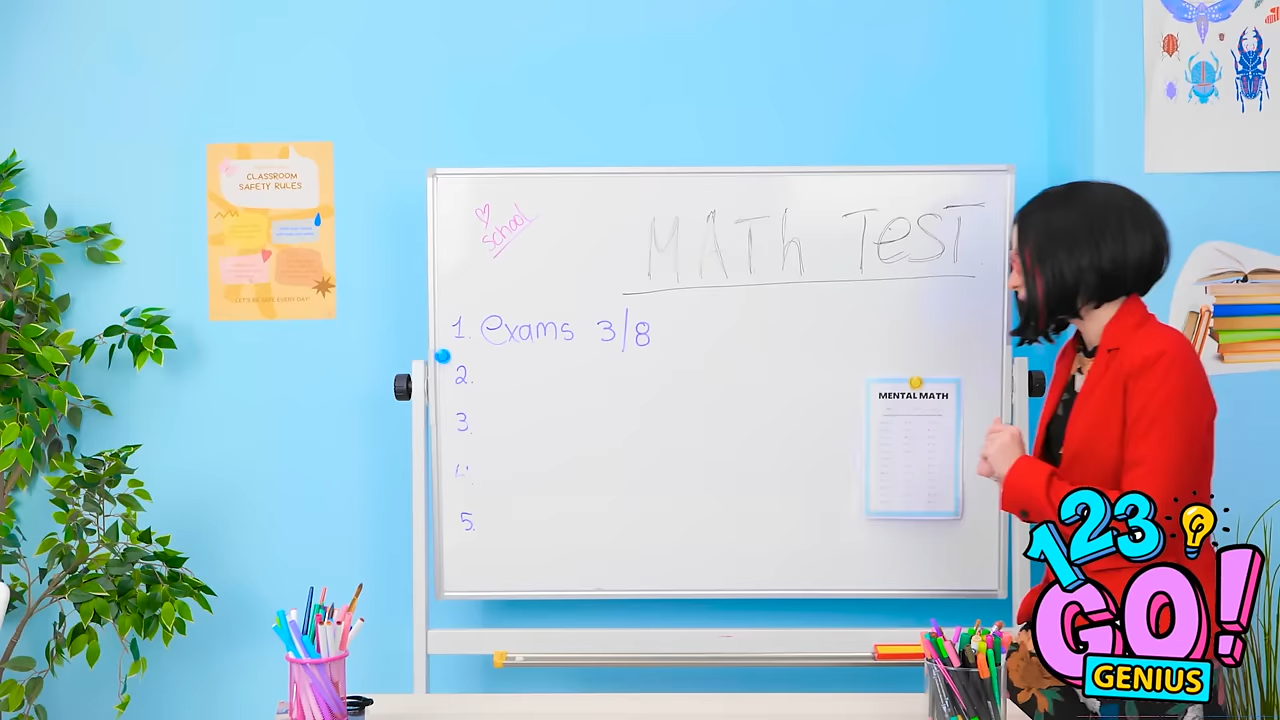 CLASSROOM
SAFETY RULES
LET'S BE SAFE EVERY DAY!
school
MATh TeST
1. exams 3/8
2.
3.
4.
5.
MENTAL MATH
123
GO!
GENIUS